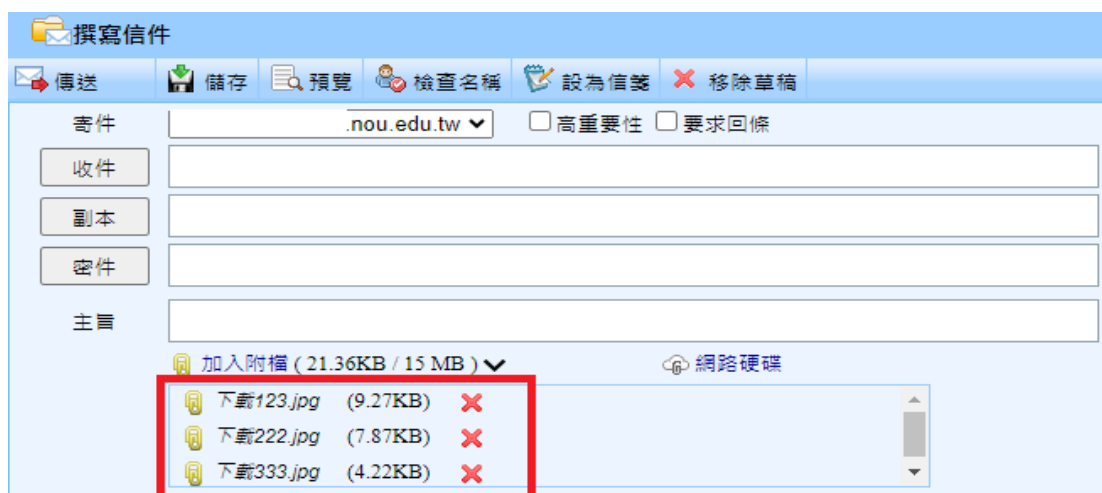 撰寫信件
傳送 儲存 預覽 檢查名稱 設為信箋 移除草稿
寄件 .nou.edu.tw 高重要性 要求回條
收件
副本
密件
主旨
加入附檔 ( 21.36KB / 15 MB ) 網路硬碟
下載123.jpg (9.27KB)
下載222.jpg (7.87KB)
下載333.jpg (4.22KB)